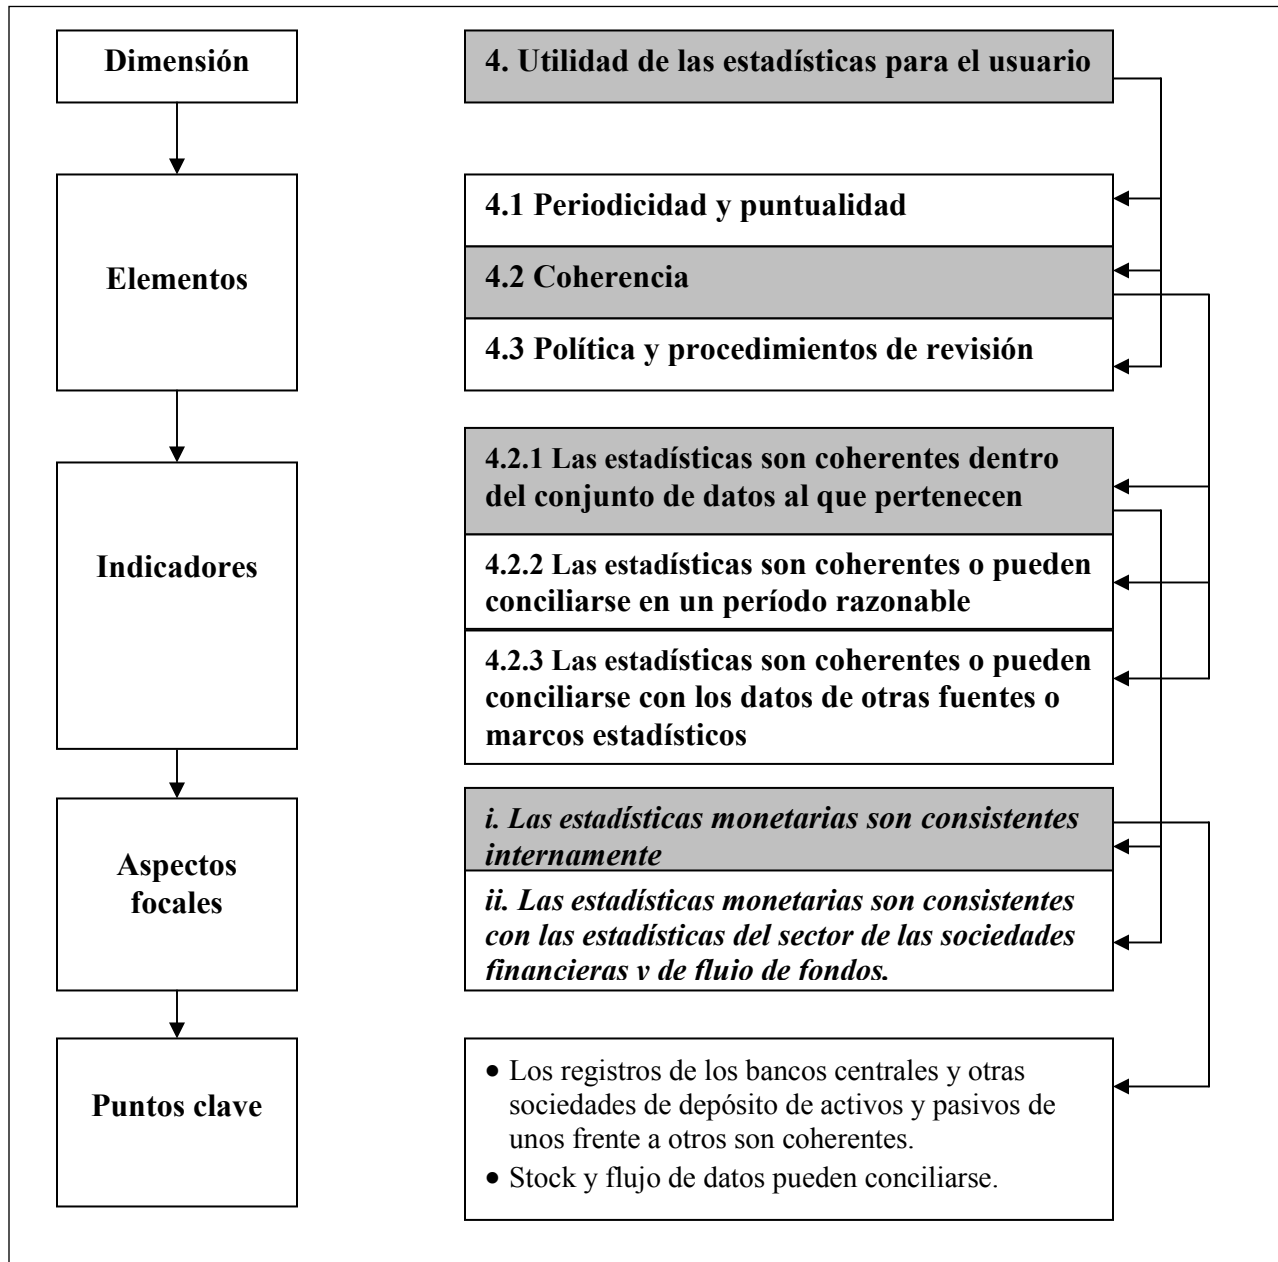 Dimensión
4. Utilidad de las estadísticas para el usuario
Elementos
4.1 Periodicidad y puntualidad
4.2 Coherencia
4.3 Política y procedimientos de revisión
Indicadores
4.2.1 Las estadísticas son coherentes dentro
del conjunto de datos al que pertenecen
4.2.2 Las estadísticas son coherentes o pueden
conciliarse en un período razonable
4.2.3 Las estadísticas son coherentes o pueden
conciliarse con los datos de otras fuentes o
marcos estadísticos
Aspectos
focales
i. Las estadísticas monetarias son consistentes
internamente
ii. Las estadísticas monetarias son consistentes
con las estadísticas del sector de las sociedades
financieras v de flujo de fondos.
Puntos clave
• Los registros de los bancos centrales y otras
sociedades de depósito de activos y pasivos de
unos frente a otros son coherentes.
• Stock y flujo de datos pueden conciliarse.